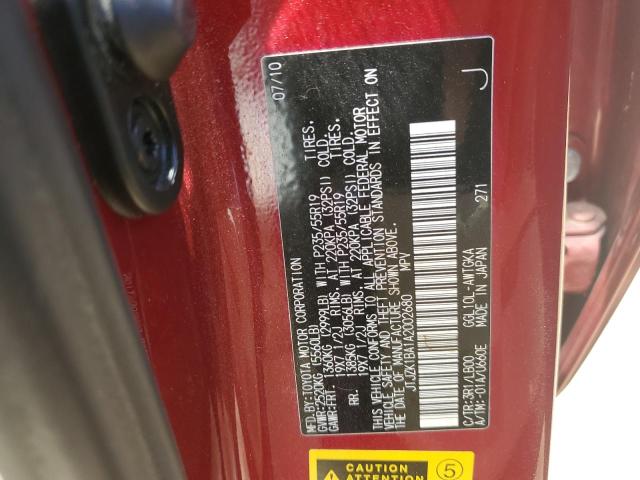 MFD.BY:TOYOTA MOTOR CORPORATION 07/10
GVWR:2520KG (5560LB)
GAWR:FRT. 1360KG (2999LB) WITH P235/55R19 TIRES,
19X7 1/2J RIMS, AT 220KPA (32PSI) COLD.
RR. 1385KG (3056LB) WITH P235/55R19 TIRES,
19X7 1/2J RIMS, AT 220KPA (32PSI) COLD.
THIS VEHICLE CONFORMS TO ALL APPLICABLE FEDERAL MOTOR
VEHICLE SAFETY AND THEFT PREVENTION STANDARDS IN EFFECT ON
THE DATE OF MANUFACTURE SHOWN ABOVE.
JTJZK1BA1A2002680 MPV
C/TR:3R1/LB00 GGL10L-AWTGKA
A/TM:-01A/U660E MADE IN JAPAN 271
J
CAUTION
ATTENTION
5